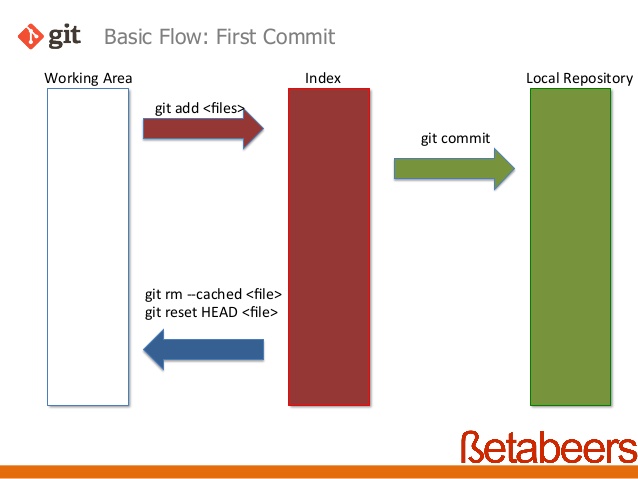 git Basic Flow: First Commit
Working Area Index Local Repository
git add <files>
git commit
git rm --cached <file>
git reset HEAD <file>
ßetabeers